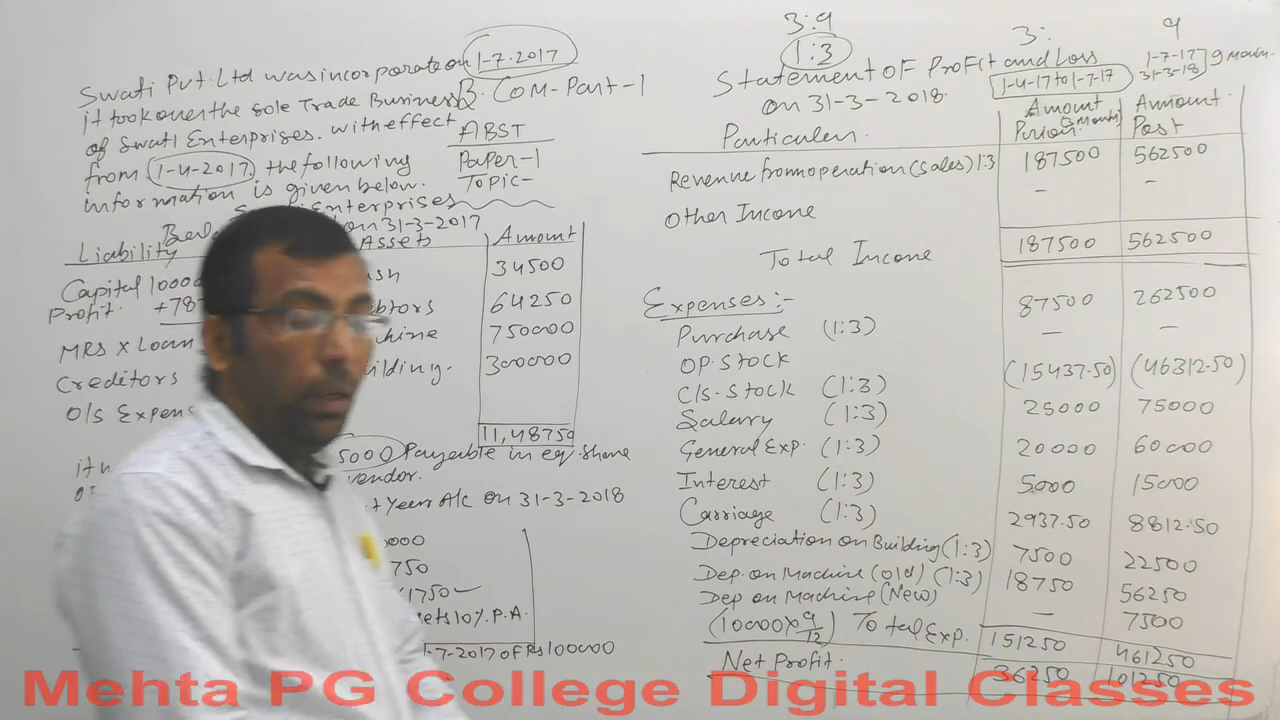 Swati Pvt. Ltd was incorporate on 1-7-2017
it took over the sole Trade Business
of Swati Enterprises. with effect
from 1-4-2017. the following
information is given below.
Enterprises
on 31-3-2017
B. Com-Part-1
ABST
Paper-1
Topic-
Liability Assets Amount
Capital 1000 34500
Profit. +78 64250
MRS X Loan 750000
Creditors 300000
O/s Expen
11,48750
5000 Payable in eq. share
vendor.
Year A/c on 31-3-2018
750
1750
10% P.A.
1-7-2017 of Rs 100000
3:9
1:3
3: 9
Statement of Profit and Loss
on 31-3-2018
1-4-17 to 1-7-17
1-7-17
31-3-18 9 Month.
Particulars Amount (3 Months) Amount
Post
Revenue from operation (Sales) 1:3 187500 562500
Other Income - -
Total Income 187500 562500
Expenses :-
Purchase (1:3) 87500 262500
OP. Stock - -
C/s. Stock (1:3) (15437.50) (46312.50)
Salary (1:3) 25000 75000
General Exp. (1:3) 20000 60000
Interest (1:3) 5000 15000
Carriage (1:3) 2937.50 8812.50
Depreciation on Building (1:3) 7500 22500
Dep. on Machine (old) (1:3) 18750 56250
Dep on Machine (New) - 7500
(10000 x 9/12) Total Exp. 151250 461250
Net Profit. 36250 101250
Mehta PG College Digital Classes